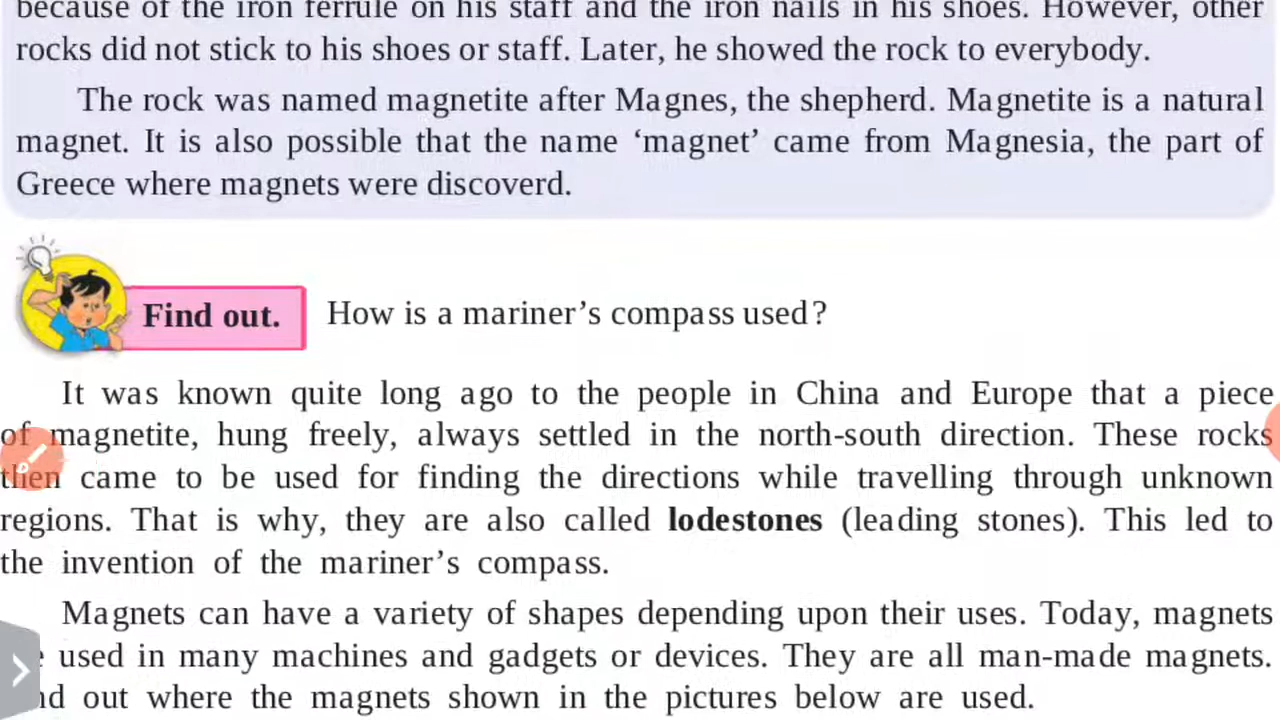 because of the iron ferrule on his staff and the iron nails in his shoes. However, other
rocks did not stick to his shoes or staff. Later, he showed the rock to everybody.
The rock was named magnetite after Magnes, the shepherd. Magnetite is a natural
magnet. It is also possible that the name ‘magnet’ came from Magnesia, the part of
Greece where magnets were discoverd.
Find out. How is a mariner’s compass used?
It was known quite long ago to the people in China and Europe that a piece
of magnetite, hung freely, always settled in the north-south direction. These rocks
then came to be used for finding the directions while travelling through unknown
regions. That is why, they are also called lodestones (leading stones). This led to
the invention of the mariner’s compass.
Magnets can have a variety of shapes depending upon their uses. Today, magnets
used in many machines and gadgets or devices. They are all man-made magnets.
out where the magnets shown in the pictures below are used.